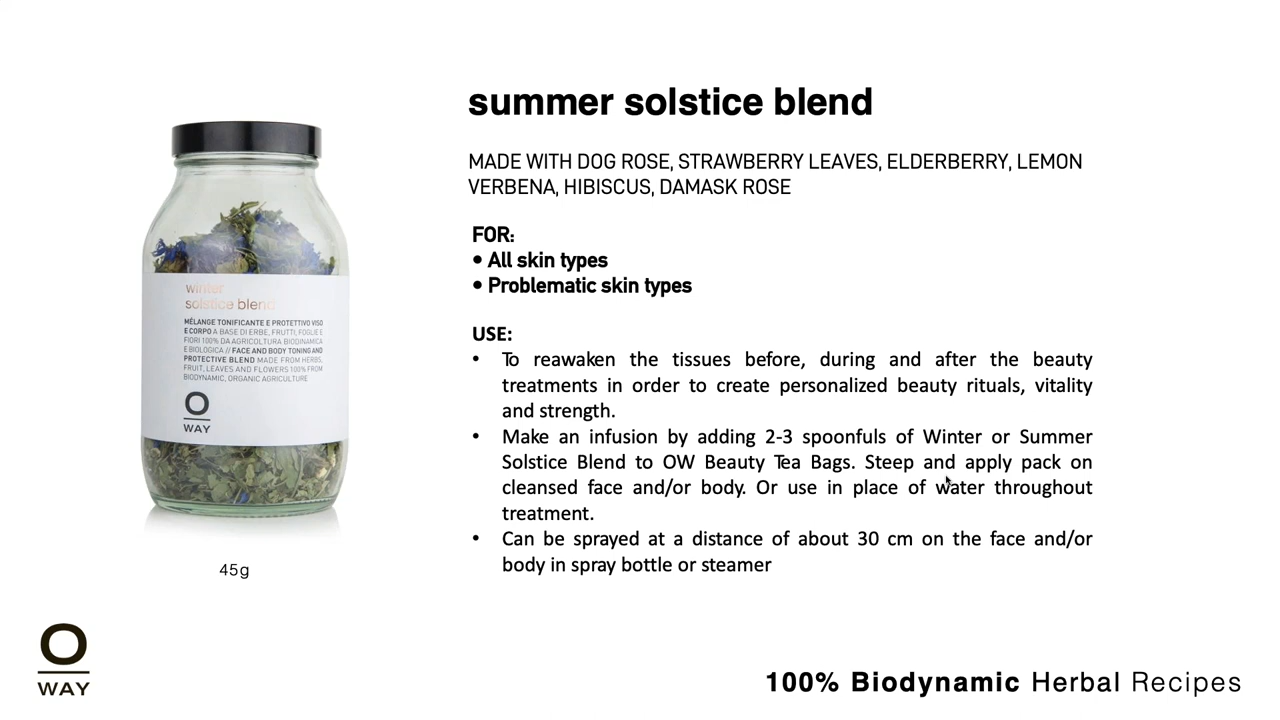 summer solstice blend
MADE WITH DOG ROSE, STRAWBERRY LEAVES, ELDERBERRY, LEMON
VERBENA, HIBISCUS, DAMASK ROSE
FOR:
• All skin types
• Problematic skin types
USE:
• To reawaken the tissues before, during and after the beauty
treatments in order to create personalized beauty rituals, vitality
and strength.
• Make an infusion by adding 2-3 spoonfuls of Winter or Summer
Solstice Blend to OW Beauty Tea Bags. Steep and apply pack on
cleansed face and/or body. Or use in place of water throughout
treatment.
• Can be sprayed at a distance of about 30 cm on the face and/or
body in spray bottle or steamer
winter
solstice blend
MÉLANGE TONIFICANTE E PROTETTIVO VISO
E CORPO A BASE DI ERBE, FRUTTI, FOGLIE E
FIORI 100% DA AGRICOLTURA BIODINAMICA
E BIOLOGICA // FACE AND BODY TONING AND
PROTECTIVE BLEND MADE FROM HERBS,
FRUIT, LEAVES AND FLOWERS 100% FROM
BIODYNAMIC, ORGANIC AGRICULTURE
O
WAY
45g
O
WAY
100% Biodynamic Herbal Recipes